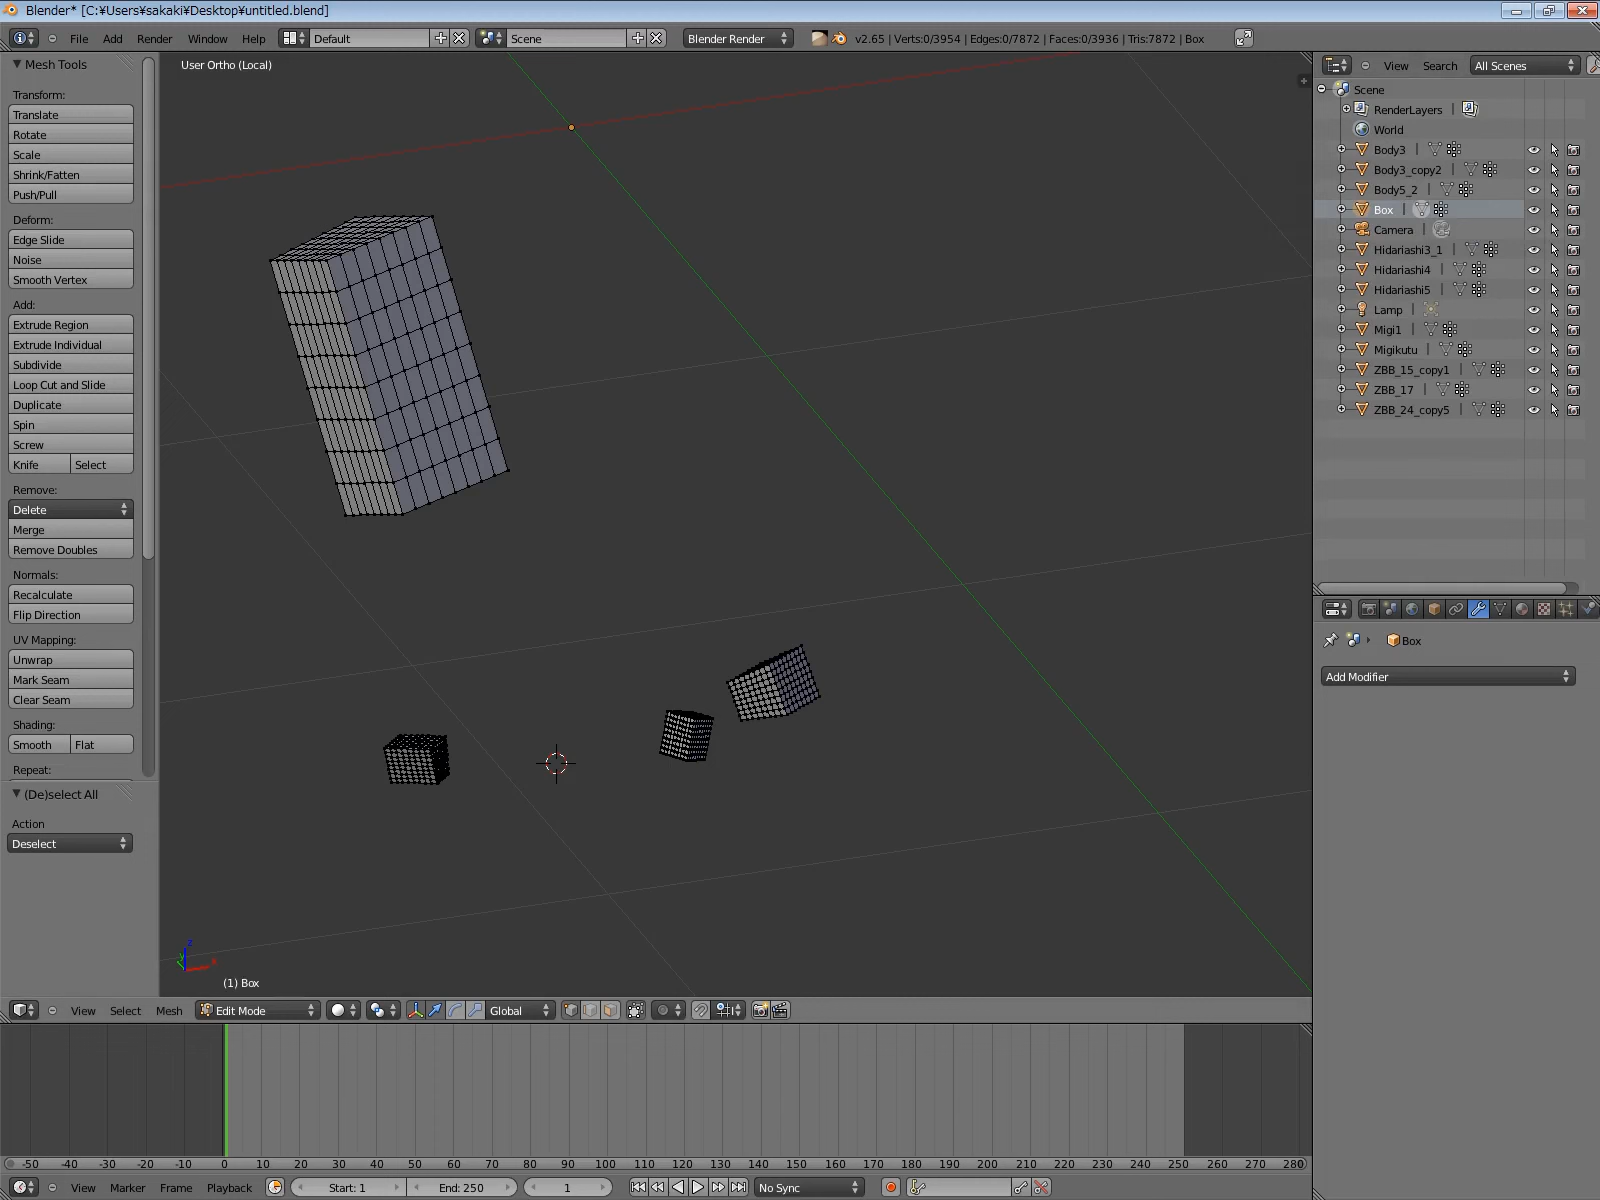 Blender* [C:¥Users¥sakaki¥Desktop¥untitled.blend]
File Add Render Window Help Default Scene Blender Render v2.65 | Verts:0/3954 | Edges:0/7872 | Faces:0/3936 | Tris:7872 | Box
Mesh Tools
Transform:
Translate
Rotate
Scale
Shrink/Fatten
Push/Pull
Deform:
Edge Slide
Noise
Smooth Vertex
Add:
Extrude Region
Extrude Individual
Subdivide
Loop Cut and Slide
Duplicate
Spin
Screw
Knife Select
Remove:
Delete
Merge
Remove Doubles
Normals:
Recalculate
Flip Direction
UV Mapping:
Unwrap
Mark Seam
Clear Seam
Shading:
Smooth Flat
Repeat:
(De)select All
Action
Deselect
User Ortho (Local)
z
x
(1) Box
View Select Mesh Edit Mode Global
View Search All Scenes
Scene
RenderLayers
World
Body3
Body3_copy2
Body5_2
Box
Camera
Hidariashi3_1
Hidariashi4
Hidariashi5
Lamp
Migi1
Migikutu
ZBB_15_copy1
ZBB_17
ZBB_24_copy5
Box
Add Modifier
-50 -40 -30 -20 -10 0 10 20 30 40 50 60 70 80 90 100 110 120 130 140 150 160 170 180 190 200 210 220 230 240 250 260 270 280
View Marker Frame Playback Start: 1 End: 250 1 No Sync